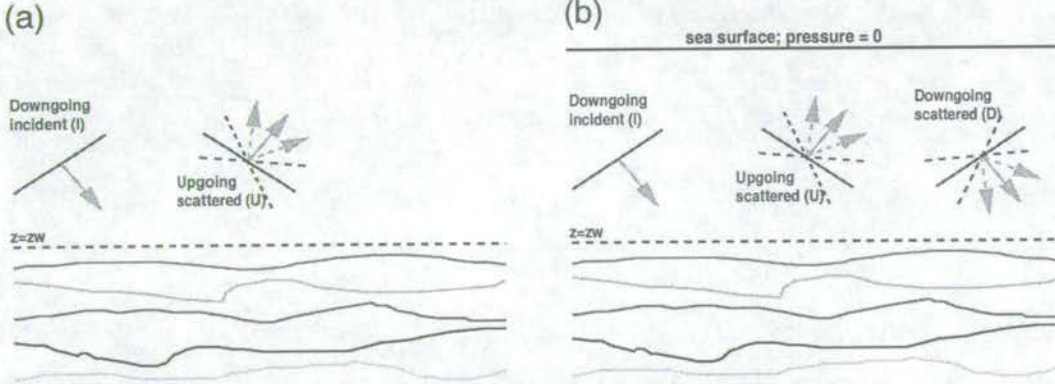 (a)
Downgoing
incident (I)
Upgoing
scattered (U)
z=zw
(b)
sea surface; pressure = 0
Downgoing
incident (I)
Upgoing
scattered (U)
Downgoing
scattered (D)
z=zw